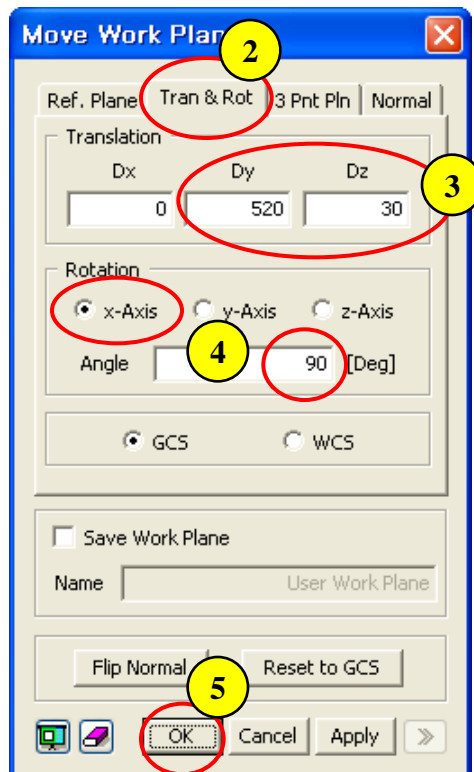 Move Work Plane
2
Ref. Plane Tran & Rot 3 Pnt Pln Normal
Translation
Dx Dy Dz
3
0 520 30
Rotation
x-Axis y-Axis z-Axis
4
Angle 90 [Deg]
GCS WCS
Save Work Plane
Name User Work Plane
Flip Normal Reset to GCS
5
OK Cancel Apply >>